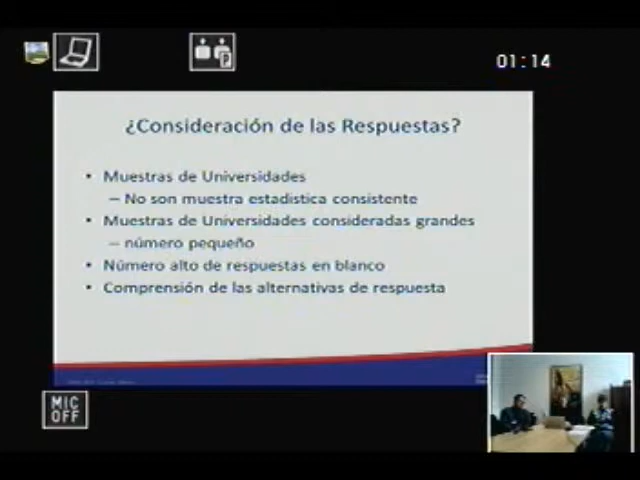 01:14
¿Consideración de las Respuestas?
• Muestras de Universidades
– No son muestra estadistica consistente
• Muestras de Universidades consideradas grandes
– número pequeño
• Número alto de respuestas en blanco
• Comprensión de las alternativas de respuesta
MIC
OFF